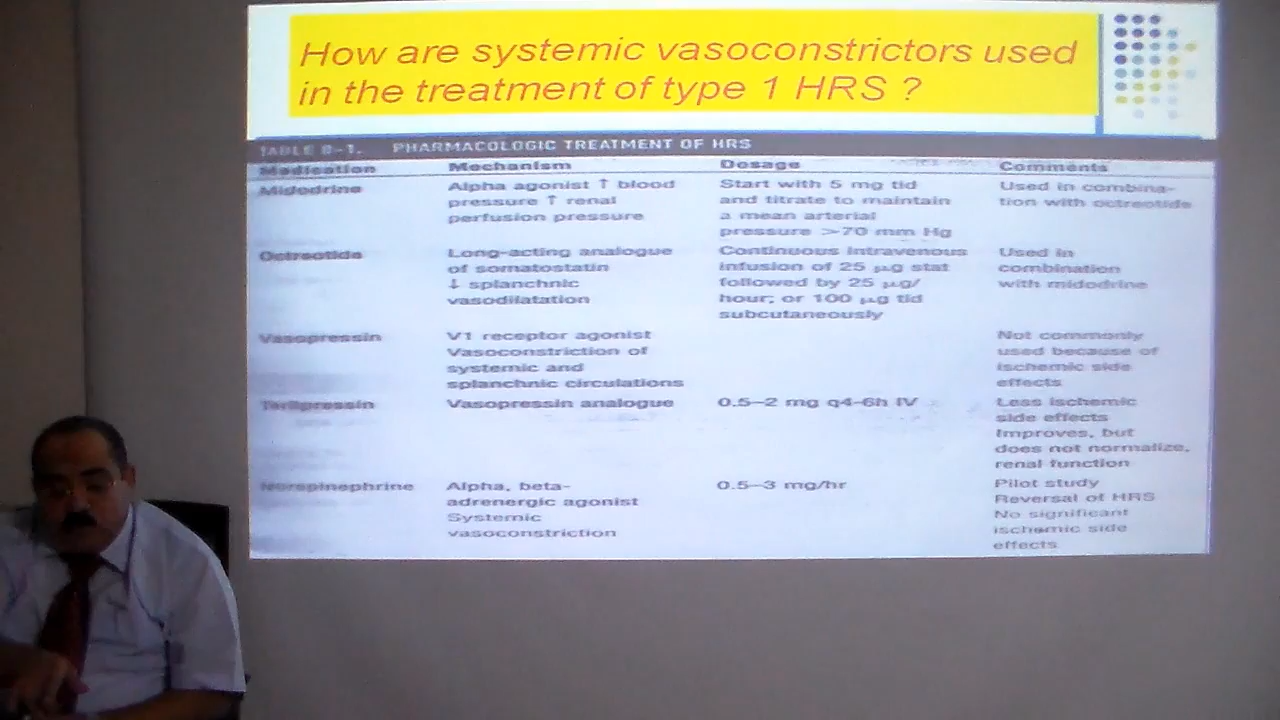 How are systemic vasoconstrictors used
in the treatment of type 1 HRS ?
TABLE 8-1. PHARMACOLOGIC TREATMENT OF HRS
Medication Mechanism Dosage Comments
Midodrine Alpha agonist ↑ blood Start with 5 mg tid Used in combina-
pressure ↑ renal and titrate to maintain tion with octreotide
perfusion pressure a mean arterial
pressure >70 mm Hg
Octreotide Long-acting analogue Continuous intravenous Used in
of somatostatin infusion of 25 μg stat combination
↓ splanchnic followed by 25 μg/ with midodrine
vasodilatation hour; or 100 μg tid
subcutaneously
Vasopressin V1 receptor agonist Not commonly
Vasoconstriction of used because of
systemic and ischemic side
splanchnic circulations effects
Terlipressin Vasopressin analogue 0.5–2 mg q4–6h IV Less ischemic
side effects
Improves, but
does not normalize,
renal function
Norepinephrine Alpha, beta- 0.5–3 mg/hr Pilot study
adrenergic agonist Reversal of HRS
Systemic No significant
vasoconstriction ischemic side
effects